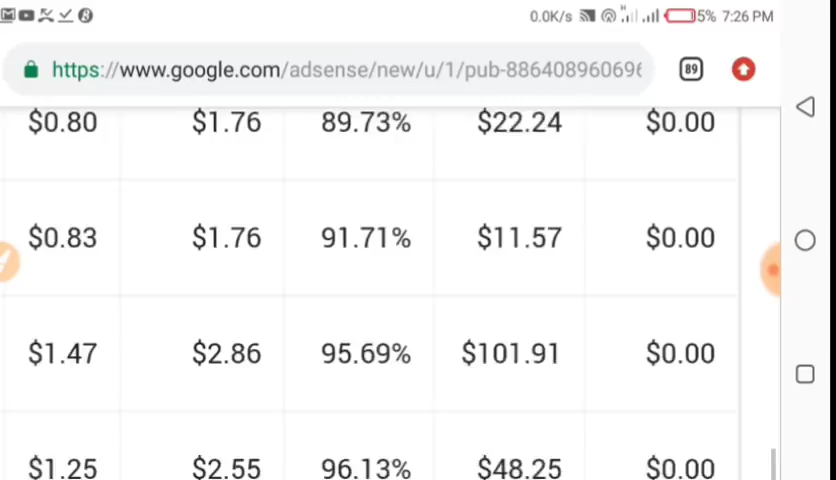 0.0K/s H 5% 7:26 PM
https://www.google.com/adsense/new/u/1/pub-88640896069 89
$0.80 $1.76 89.73% $22.24 $0.00
$0.83 $1.76 91.71% $11.57 $0.00
$1.47 $2.86 95.69% $101.91 $0.00
$1.25 $2.55 96.13% $48.25 $0.00